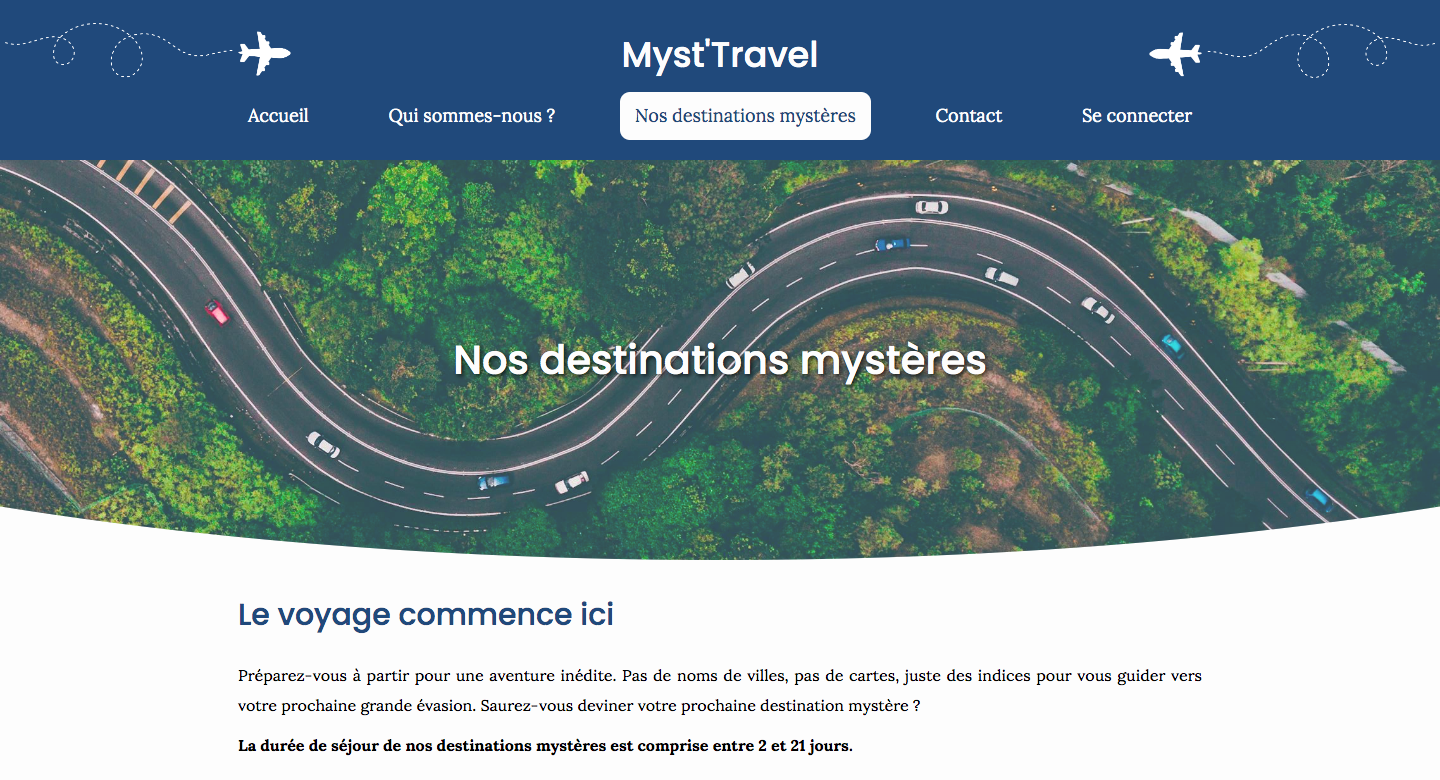 Myst'Travel
Accueil
Qui sommes-nous ?
Nos destinations mystères
Contact
Se connecter
Nos destinations mystères
Le voyage commence ici
Préparez-vous à partir pour une aventure inédite. Pas de noms de villes, pas de cartes, juste des indices pour vous guider vers
votre prochaine grande évasion. Saurez-vous deviner votre prochaine destination mystère ?
La durée de séjour de nos destinations mystères est comprise entre 2 et 21 jours.